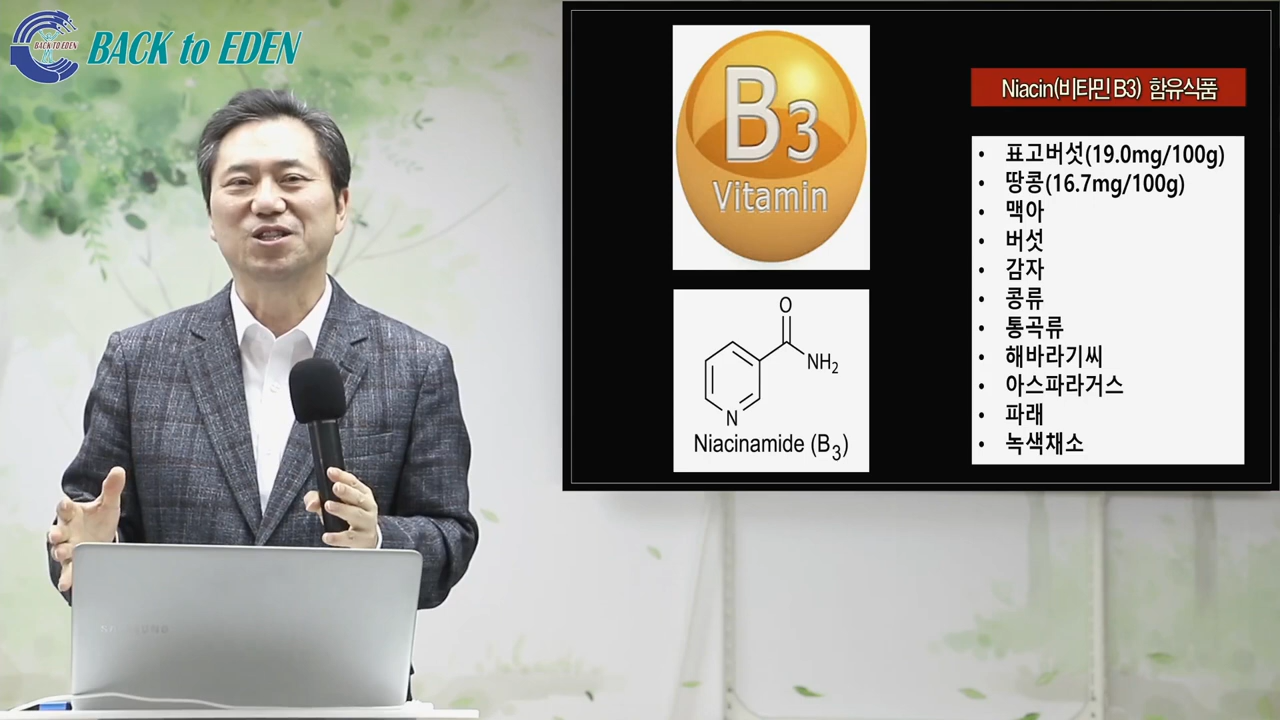 BACK TO EDEN
BACK to EDEN
B3
Vitamin
O
NH2
N
Niacinamide (B3)
Niacin(비타민 B3) 함유식품
• 표고버섯(19.0mg/100g)
• 땅콩(16.7mg/100g)
• 맥아
• 버섯
• 감자
• 콩류
• 통곡류
• 해바라기씨
• 아스파라거스
• 파래
• 녹색채소
SAMSUNG